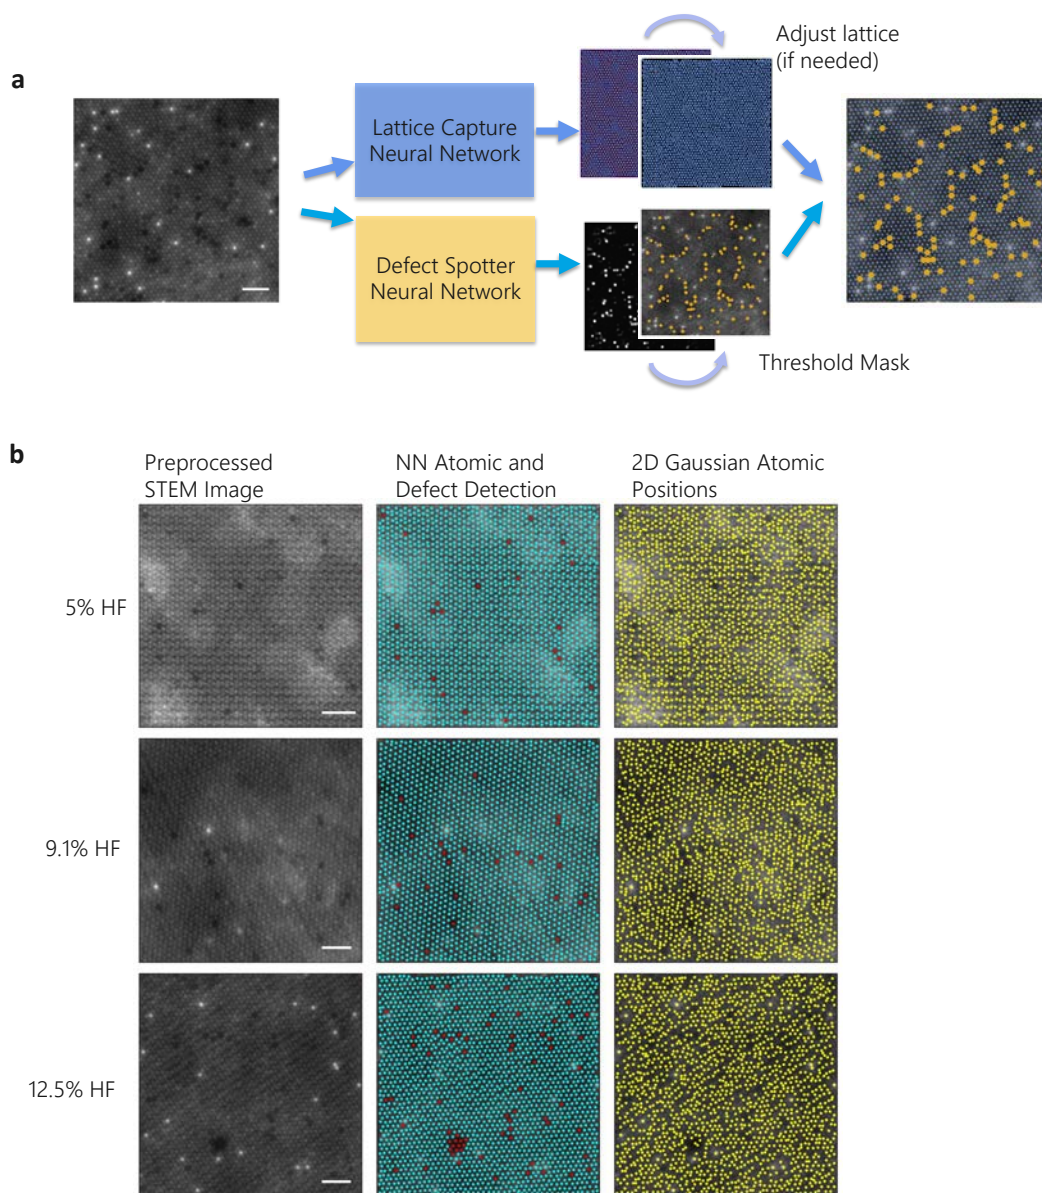 a
Lattice Capture
Neural Network
Adjust lattice
(if needed)
Defect Spotter
Neural Network
Threshold Mask
b
Preprocessed
STEM Image
NN Atomic and
Defect Detection
2D Gaussian Atomic
Positions
5% HF
9.1% HF
12.5% HF